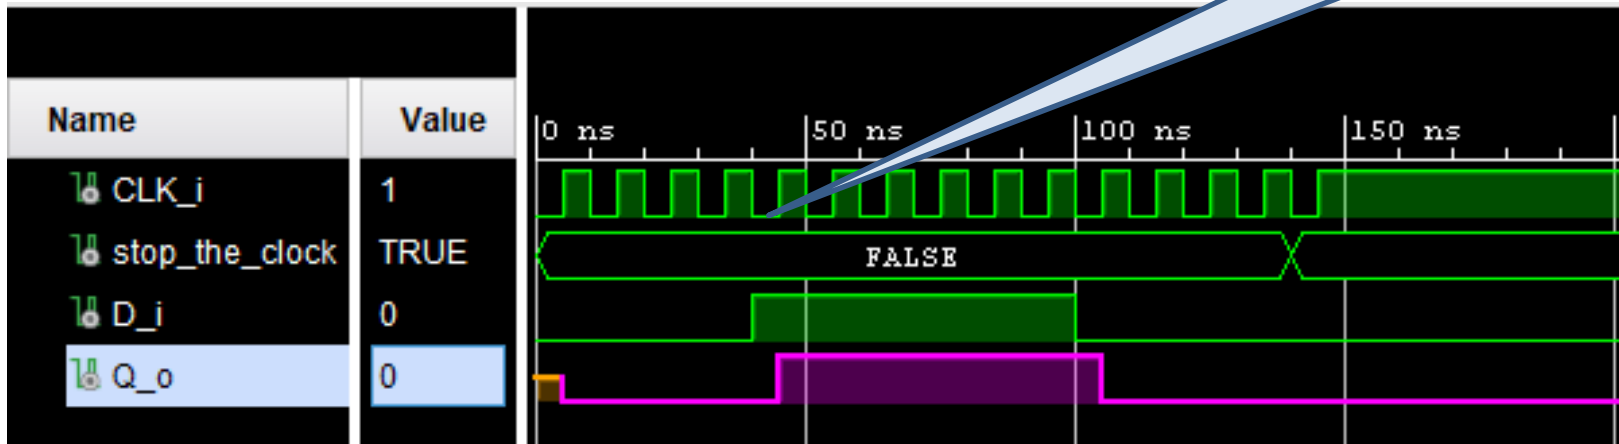 Name Value 0 ns 50 ns 100 ns 150 ns
CLK_i 1
stop_the_clock TRUE FALSE
D_i 0
Q_o 0